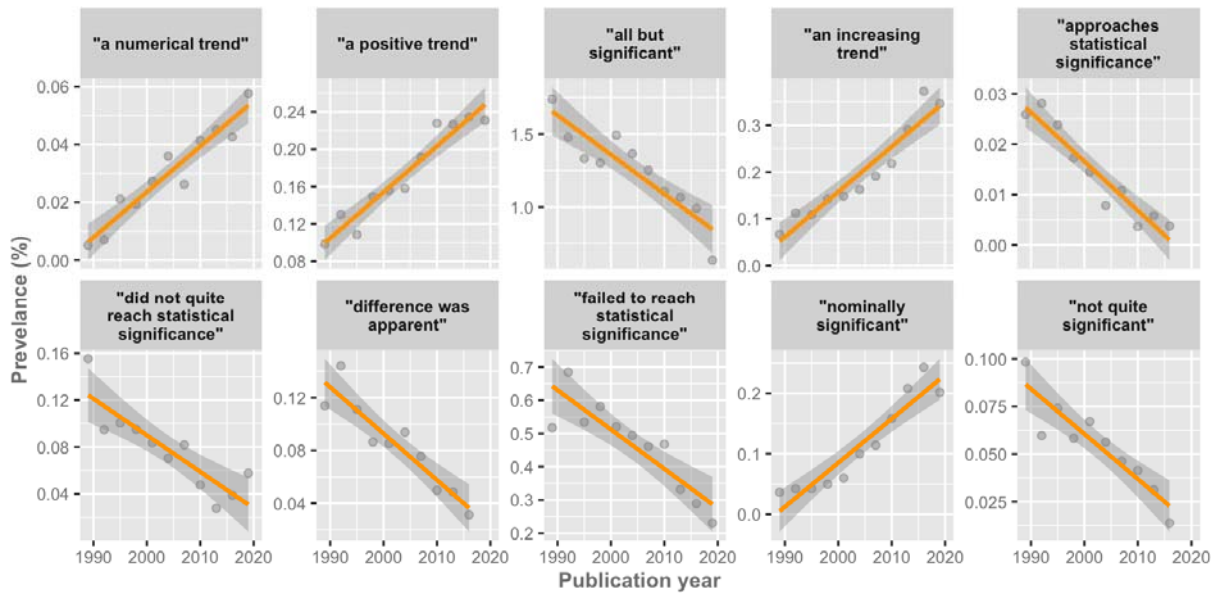 "a numerical trend"
"a positive trend"
"all but
significant"
"an increasing
trend"
"approaches
statistical
significance"
0.06
0.04
0.02
0.00
0.24
0.20
0.16
0.12
0.08
1.5
1.0
0.3
0.2
0.1
0.0
0.03
0.02
0.01
0.00
Prevelance (%)
"did not quite
reach statistical
significance"
"difference was
apparent"
"failed to reach
statistical
significance"
"nominally
significant"
"not quite
significant"
0.16
0.12
0.08
0.04
0.12
0.08
0.04
0.7
0.6
0.5
0.4
0.3
0.2
0.2
0.1
0.0
0.100
0.075
0.050
0.025
1990 2000 2010 2020
1990 2000 2010 2020
1990 2000 2010 2020
1990 2000 2010 2020
1990 2000 2010 2020
Publication year